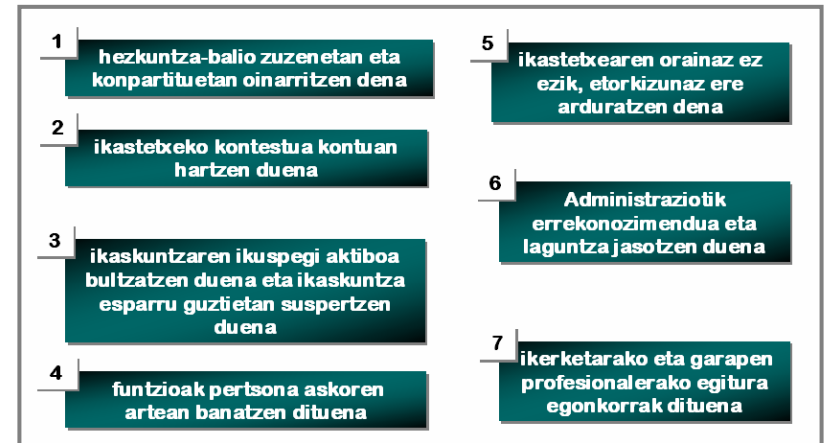 1
hezkuntza-balio zuzenetan eta
konpartituetan oinarritzen dena
2
ikastetxeko kontestua kontuan
hartzen duena
3
ikaskuntzaren ikuspegi aktiboa
bultzatzen duena eta ikaskuntza
esparru guztietan suspertzen
duena
4
funtzioak pertsona askoren
artean banatzen dituena
5
ikastetxearen orainaz ez
ezik, etorkizunaz ere
arduratzen dena
6
Administraziotik
errekonozimendua eta
laguntza jasotzen duena
7
ikerketarako eta garapen
profesionalerako egitura
egonkorrak dituena